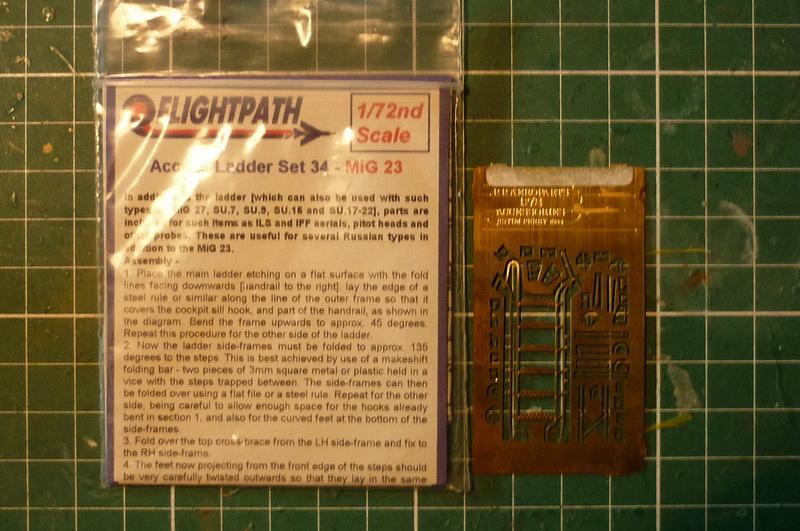 FLIGHTPATH
1/72nd
Scale
Ladder Set 34 - MiG 23
the ladder [which can also be used with such
27, SU.7, SU.9, SU.15 and SU.17-22], parts are
for such items as ILS and IFF aerials, pitot heads and
probes. These are useful for several Russian types in
to the MiG 23.
Assembly -
1. Place the main ladder etching on a flat surface with the fold
lines facing downwards [handrail to the right]. lay the edge of a
steel rule or similar along the line of the outer frame so that it
covers the cockpit sill hook, and part of the handrail, as shown in
the diagram. Bend the frame upwards to approx. 45 degrees.
Repeat this procedure for the other side of the ladder.
2. Now the ladder side-frames must be folded to approx. 135
degrees to the steps. This is best achieved by use of a makeshift
folding bar - two pieces of 3mm square metal or plastic held in a
vice with the steps trapped between. The side-frames can then
be folded over using a flat file or a steel rule. Repeat for the other
side, being careful to allow enough space for the hooks already
bent in section 1, and also for the curved feet at the bottom of the
side-frames.
3. Fold over the top cross-brace from the LH side-frame and fix to
the RH side-frame.
4. The feet now projecting from the front edge of the steps should
be very carefully twisted outwards so that they lay in the same
ACCESSORIES